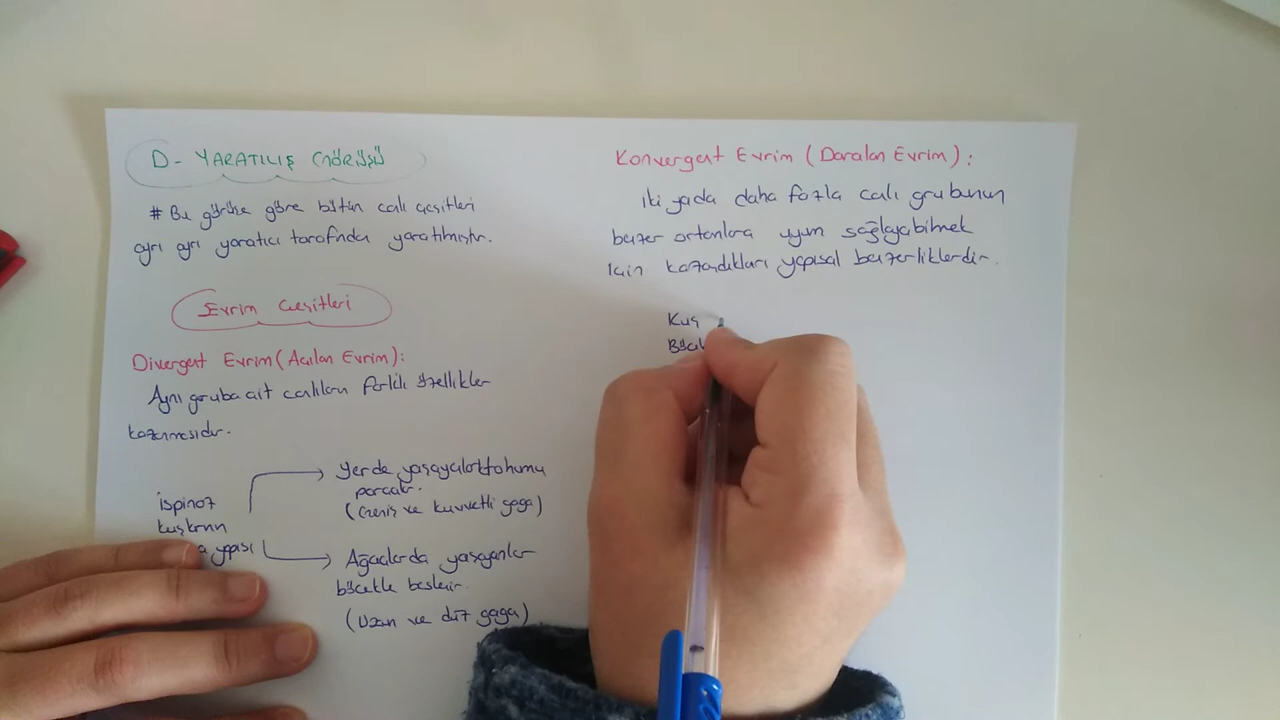 D- YARATILIŞ GÖRÜŞÜ
# Bu görüşe göre bütün canlı çeşitleri
ayrı ayrı yaratıcı tarafından yaratılmıştır.
Evrim Çeşitleri
Divergent Evrim (Açılan Evrim):
Aynı gruba ait canlıların farklı özellikler
kazanmasıdır.
ispinoz
kuşlarının
yapısı
Yerde yaşayanlar tohumu
parçalar.
(Geniş ve kuvvetli gaga)
Ağaçlarda yaşayanlar
böcekle beslenir.
(Uzun ve düz gaga)
Konvergent Evrim (Daralan Evrim):
İki yada daha fazla canlı grubunun
benzer ortamlara uyum sağlayabilmek
için kazandıkları yapısal benzerliklerdir.
Kuş